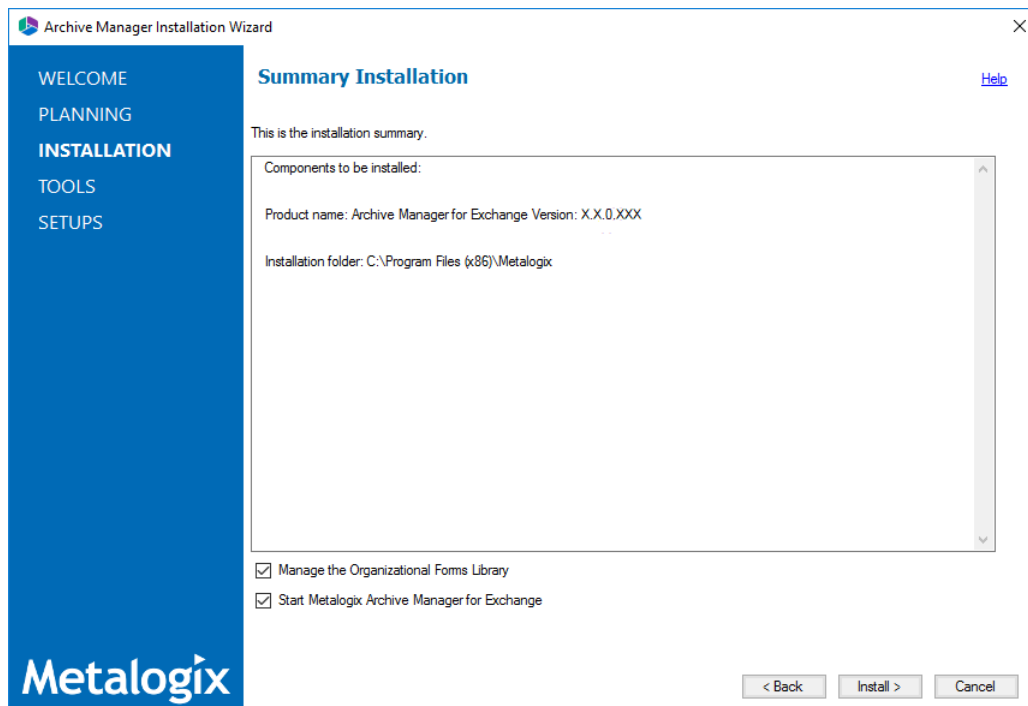 Archive Manager Installation Wizard
WELCOME
PLANNING
INSTALLATION
TOOLS
SETUPS
Metalogix
Summary Installation
Help
This is the installation summary.
Components to be installed:
Product name: Archive Manager for Exchange Version: X.X.0.XXX
Installation folder: C:\Program Files (x86)\Metalogix
Manage the Organizational Forms Library
Start Metalogix Archive Manager for Exchange
< Back Install > Cancel